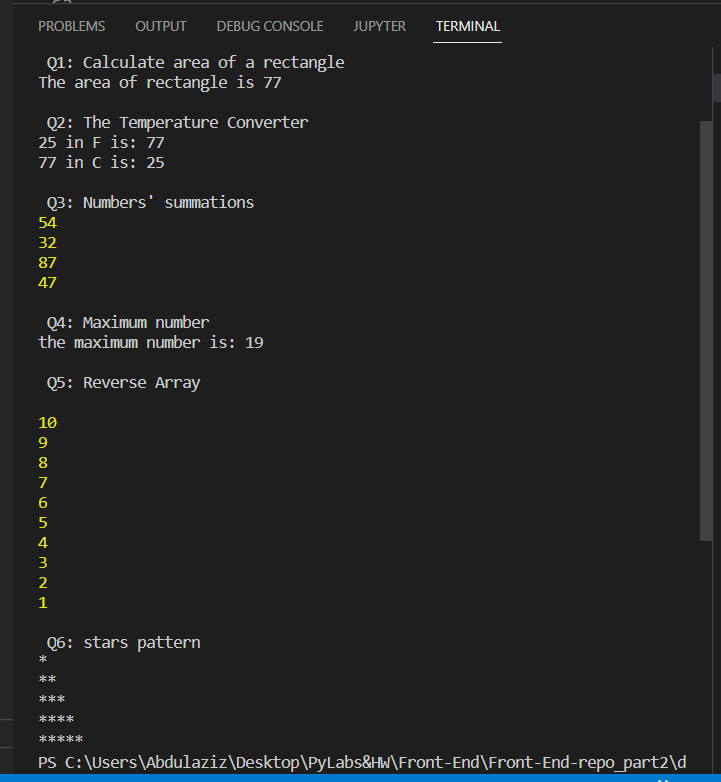 PROBLEMS OUTPUT DEBUG CONSOLE JUPYTER TERMINAL
Q1: Calculate area of a rectangle
The area of rectangle is 77
Q2: The Temperature Converter
25 in F is: 77
77 in C is: 25
Q3: Numbers' summations
54
32
87
47
Q4: Maximum number
the maximum number is: 19
Q5: Reverse Array
10
9
8
7
6
5
4
3
2
1
Q6: stars pattern
*
**
***
****
*****
PS C:\Users\Abdulaziz\Desktop\PyLabs&HW\Front-End\Front-End-repo_part2\d